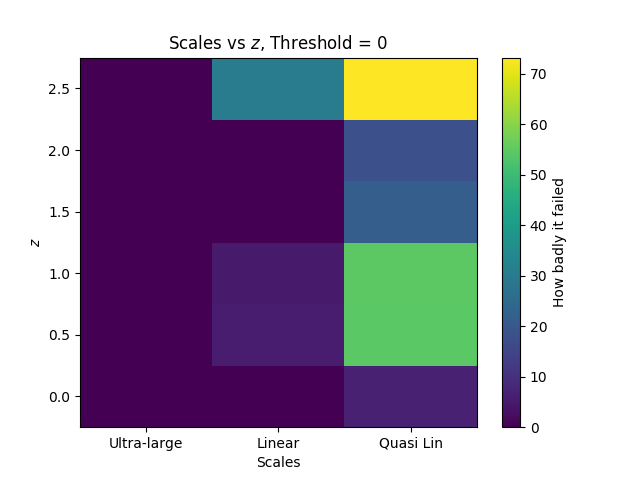 Scales vs z, Threshold = 0
2.5
2.0
1.5
1.0
0.5
0.0
z
Ultra-large Linear Quasi Lin
Scales
70
60
50
40
30
20
10
0
How badly it failed